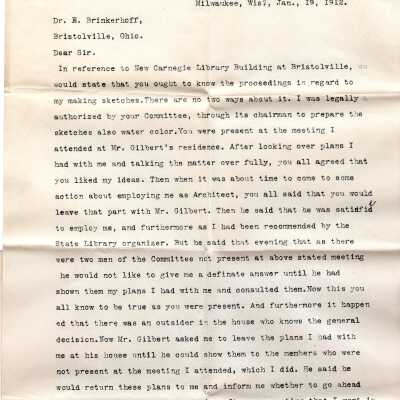 Milwaukee, Wis?, Jan., 19, 1912.
Dr. E. Brinkerhoff,
Bristolville, Ohio.
Dear Sir.
In reference to New Carnegie Library Building at Bristolville,
would state that you ought to know the proceedings in regard to
my making sketches.There are no two ways about it. I was legally
authorized by your Committee, through its chairman to prepare the
sketches also water color.You were present at the meeting I
attended at Mr. Gilbert's residence. After looking over plans I
had with me and talking the matter over fully, you all agreed that
you liked my ideas. Then when it was about time to come to some
action about employing me as Architect, you all said that you would
leave that part with Mr. Gilbert. Then he said that he was
to employ me, and furthermore as I had been recommended by the
State Library organizer. But he said that evening that as there
were two men of the Committee not present at above stated meeting
he would not like to give me a definate answer until he had
shown them my plans I had with me and consulted them.Now this you
all know to be true as you were present. And furthermore it happen
ed that there was an outsider in the house who knows the general
decision.Now Mr. Gilbert asked me to leave the plans I had with
me at his house until he could show them to the members who were
not present at the meeting I attended, which I did. He said he
would return these plans to me and inform me whether to go ahead